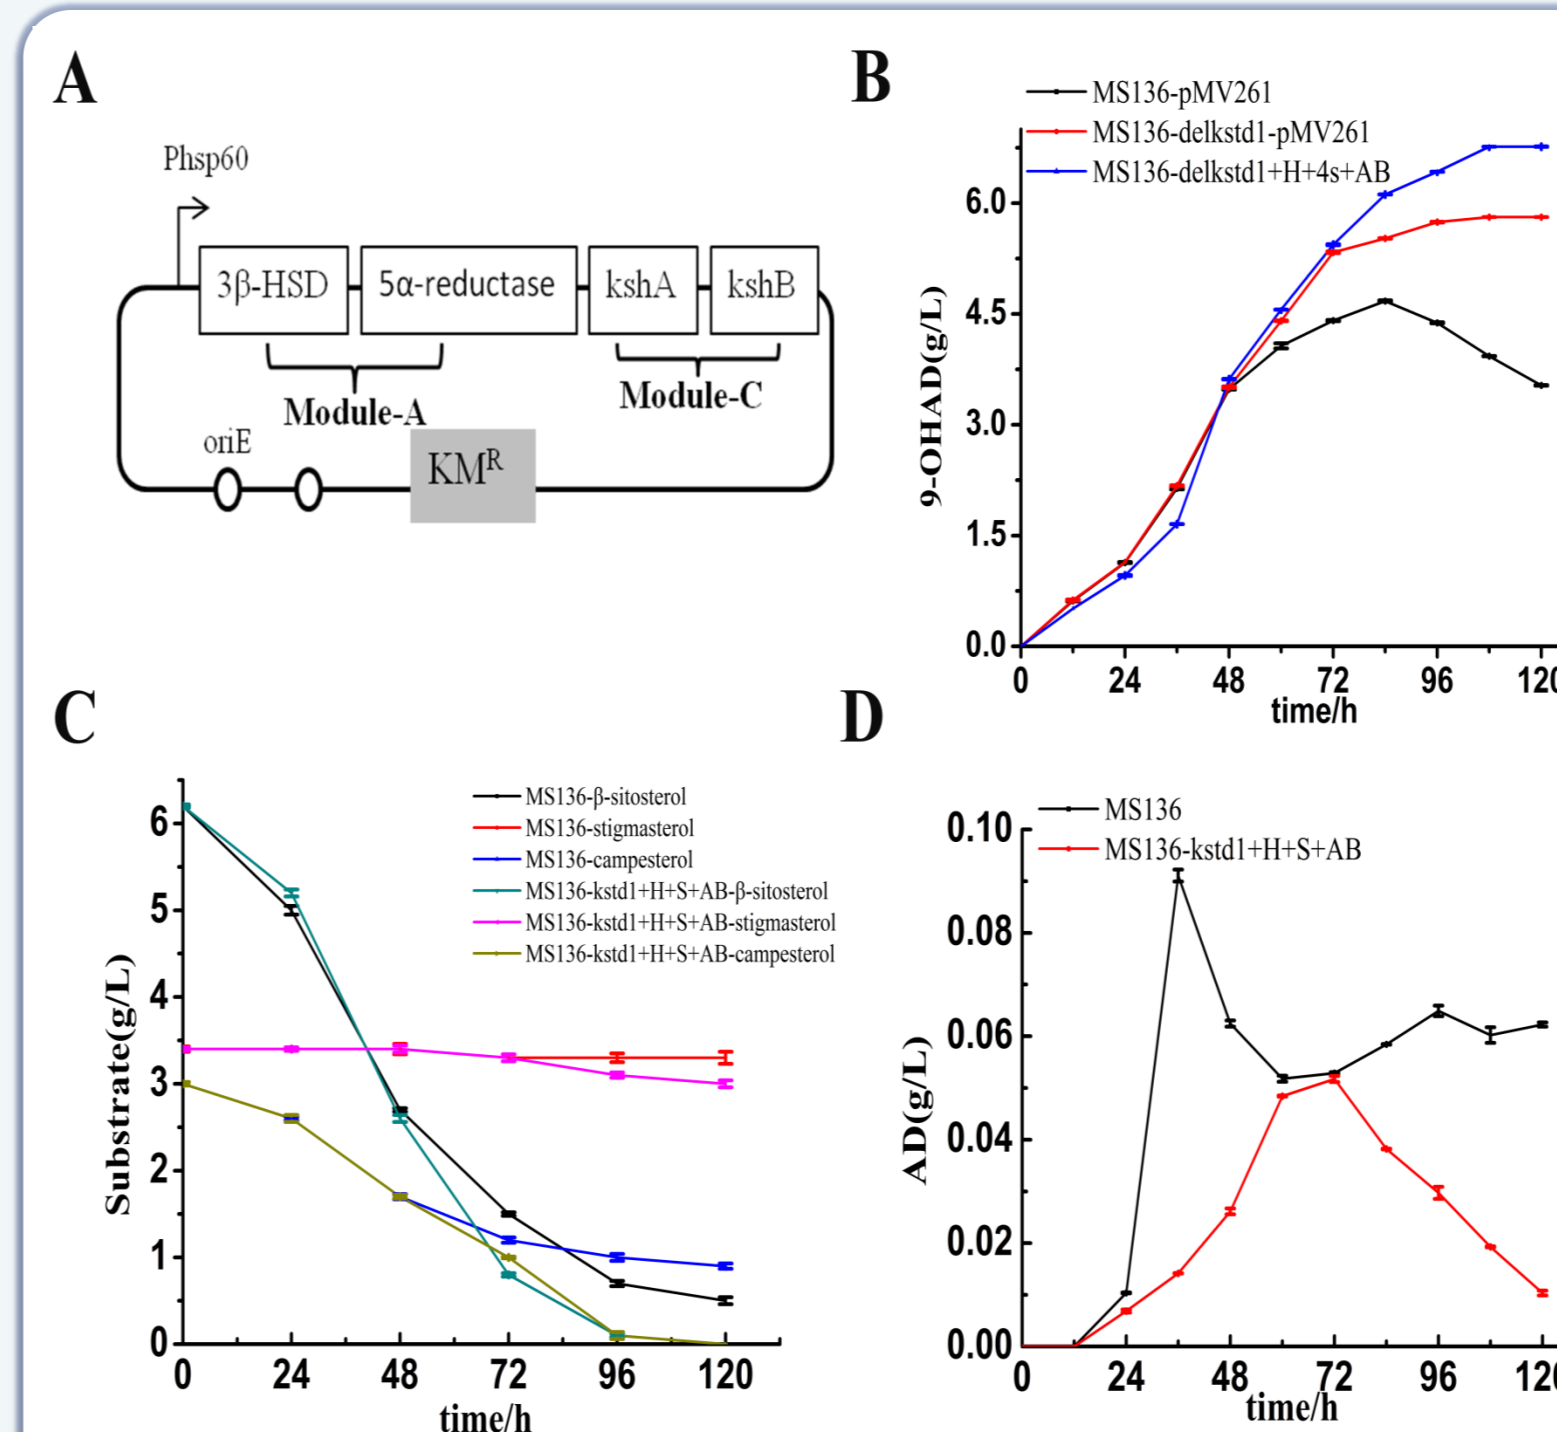 A
Phsp60
3β-HSD
5α-reductase
kshA
kshB
Module-A
Module-C
oriE
KMR
B
MS136-pMV261
MS136-delkstd1-pMV261
MS136-delkstd1+H+4s+AB
9-OHAD(g/L)
6.0
4.5
3.0
1.5
0.0
0 24 48 72 96 120
time/h
C
MS136-β-sitosterol
MS136-stigmasterol
MS136-campesterol
MS136-kstd1+H+S+AB-β-sitosterol
MS136-kstd1+H+S+AB-stigmasterol
MS136-kstd1+H+S+AB-campesterol
Substrate(g/L)
6
5
4
3
2
1
0
0 24 48 72 96 120
time/h
D
MS136
MS136-kstd1+H+S+AB
AD(g/L)
0.10
0.08
0.06
0.04
0.02
0.00
0 24 48 72 96 120
time/h